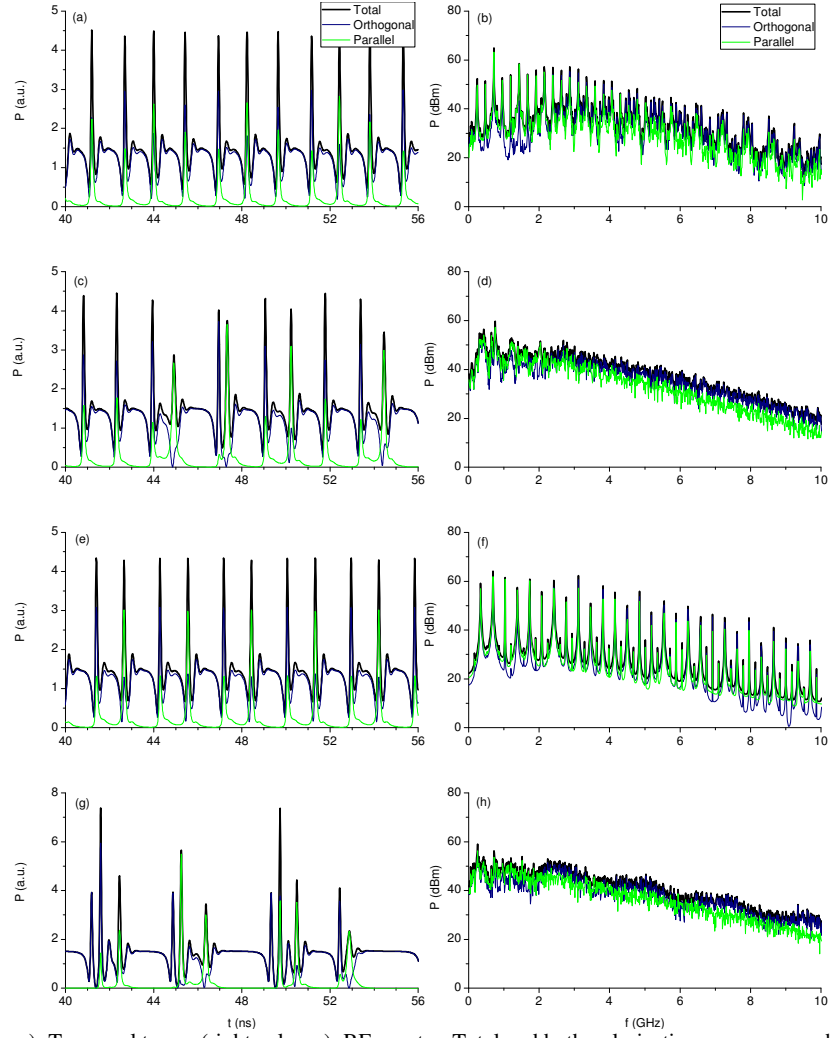 (a)
Total
Orthogonal
Parallel
P (a.u.)
5
4
3
2
1
0
40 44 48 52 56
(b)
Total
Orthogonal
Parallel
P (dBm)
80
60
40
20
0
0 2 4 6 8 10
(c)
P (a.u.)
5
4
3
2
1
0
40 44 48 52 56
(d)
P (dBm)
80
60
40
20
0
0 2 4 6 8 10
(e)
P (a.u.)
5
4
3
2
1
0
40 44 48 52 56
(f)
P (dBm)
80
60
40
20
0
0 2 4 6 8 10
(g)
P (a.u.)
8
6
4
2
0
40 44 48 52 56
t (ns)
(h)
P (dBm)
80
60
40
20
0
0 2 4 6 8 10
f (GHz)